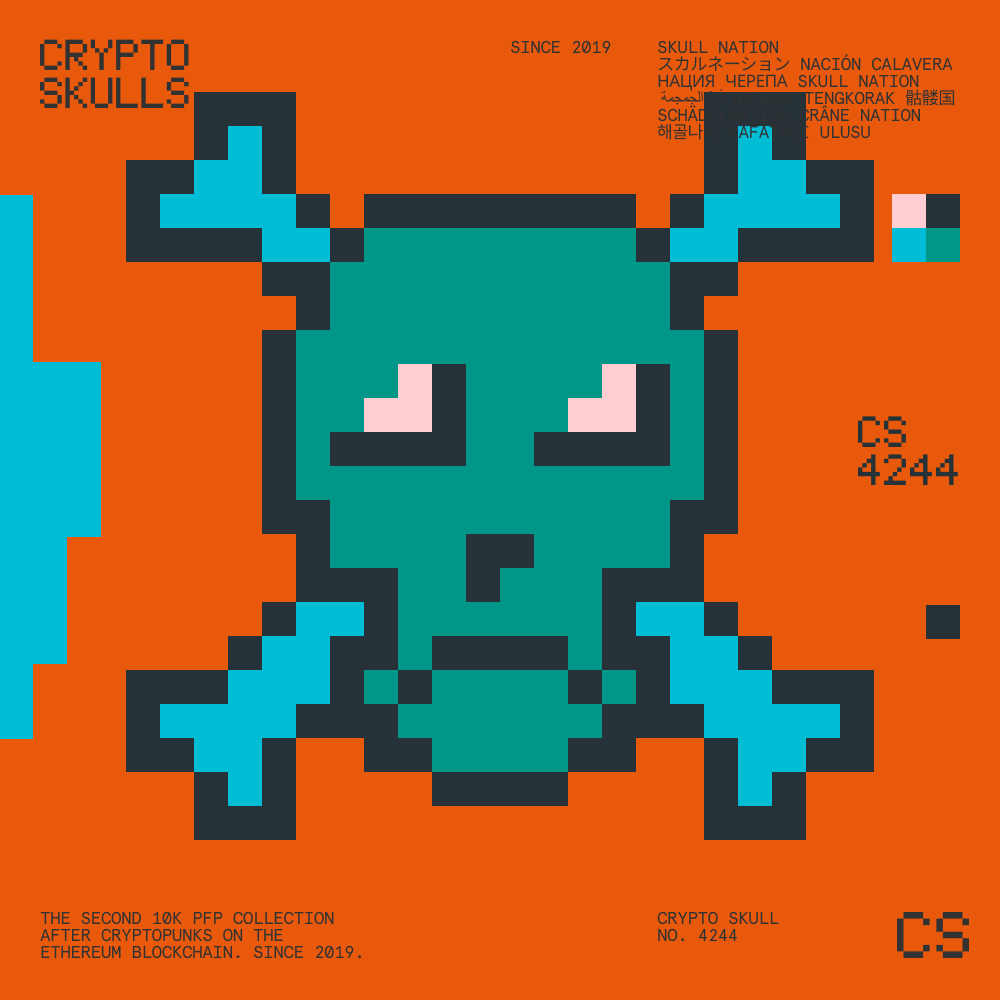 CRYPTO
SKULLS
SINCE 2019
SKULL NATION
スカルネーション NACIÓN CALAVERA
НАЦИЯ ЧЕРЕПА SKULL NATION
الجمجمة TENGKORAK 骷髅国
CRÂNE NATION
ULUSU
CS
4244
THE SECOND 10K PFP COLLECTION
AFTER CRYPTOPUNKS ON THE
ETHEREUM BLOCKCHAIN. SINCE 2019.
CRYPTO SKULL
NO. 4244
CS